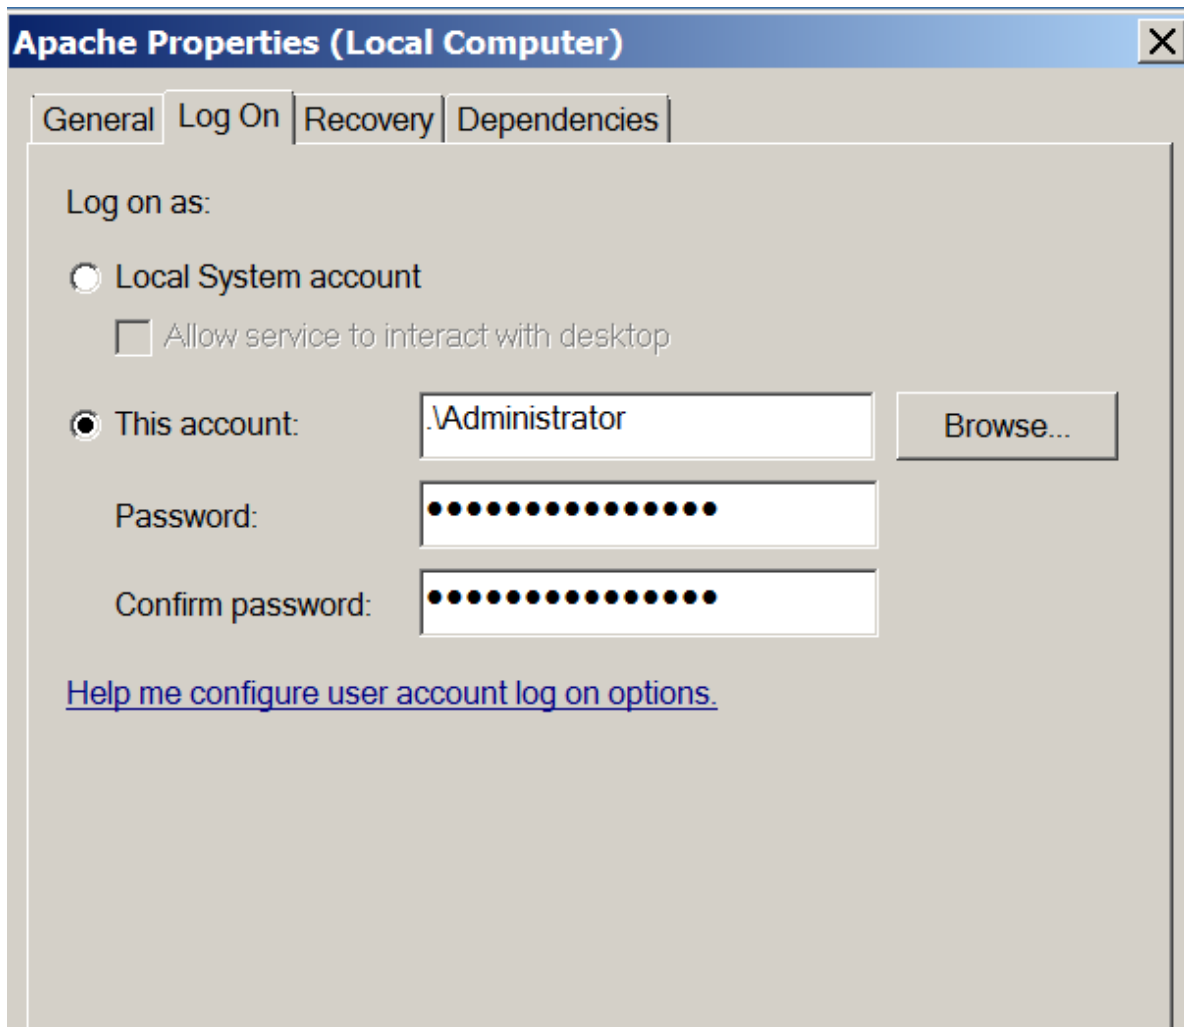 Apache Properties (Local Computer)
General Log On Recovery Dependencies
Log on as:
Local System account
Allow service to interact with desktop
This account: .\Administrator Browse...
Password: •••••••••••••••
Confirm password: •••••••••••••••
Help me configure user account log on options.